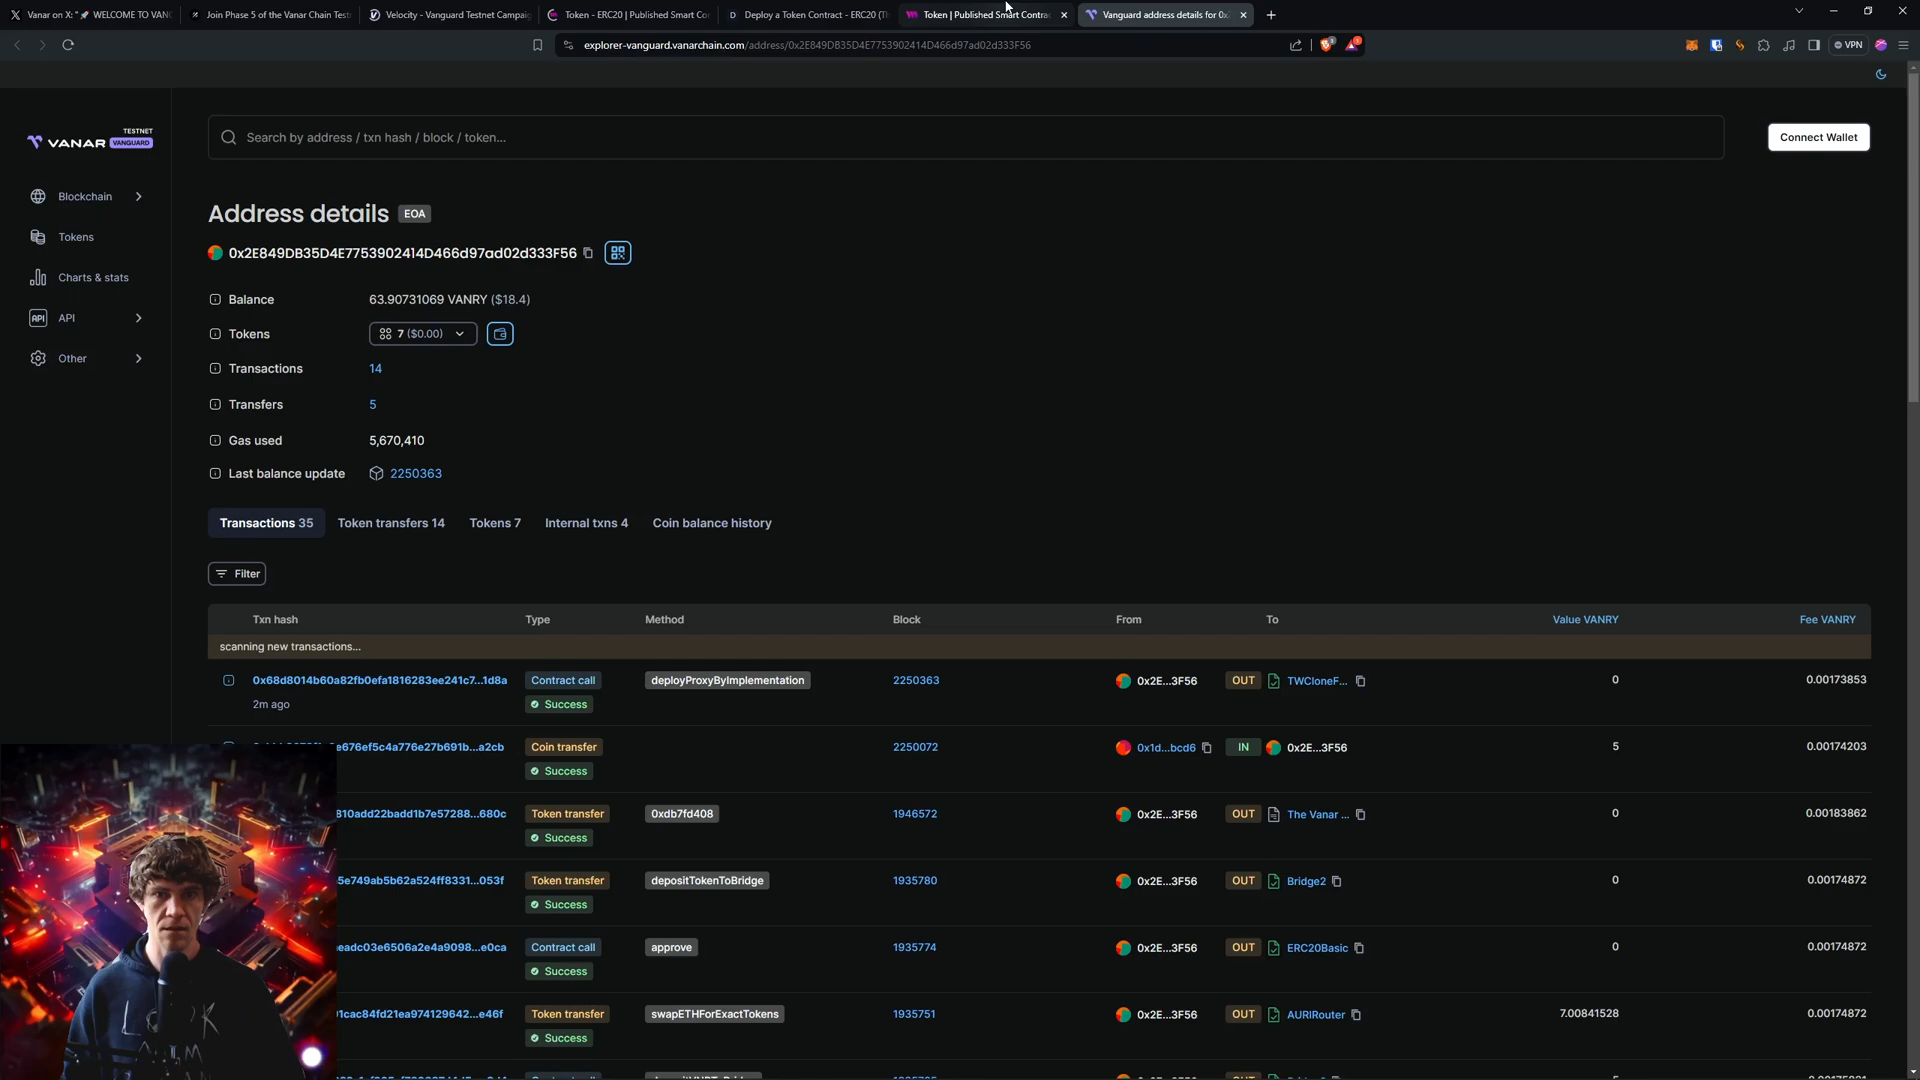 Vanar on X: "🚀 WELCOME TO VAN
Join Phase 5 of the Vanar Chain Test
Velocity - Vanguard Testnet Campaig
Token - ERC20 | Published Smart Co
Deploy a Token Contract - ERC20 (T
Token | Published Smart Contra
Vanguard address details for 0x
explorer-vanguard.vanarchain.com/address/0x2E849DB35D4E7753902414D466d97ad02d333F56
VPN
TESTNET
VANAR VANGUARD
Search by address / txn hash / block / token...
Connect Wallet
Blockchain
Tokens
Charts & stats
API API
Other
Address details EOA
0x2E849DB35D4E7753902414D466d97ad02d333F56
Balance 63.90731069 VANRY ($18.4)
Tokens 7 ($0.00)
Transactions 14
Transfers 5
Gas used 5,670,410
Last balance update 2250363
Transactions 35 Token transfers 14 Tokens 7 Internal txns 4 Coin balance history
Filter
Txn hash Type Method Block From To Value VANRY Fee VANRY
scanning new transactions...
0x68d8014b60a82fb0efa1816283ee241c7...1d8a Contract call deployProxyByImplementation 2250363 0x2E...3F56 OUT TWCloneF... 0 0.00173853
2m ago Success
e676ef5c4a776e27b691b...a2cb Coin transfer 2250072 0x1d...bcd6 IN 0x2E...3F56 5 0.00174203
Success
810add22badd1b7e57288...680c Token transfer 0xdb7fd408 1946572 0x2E...3F56 OUT The Vanar ... 0 0.00183862
Success
5e749ab5b62a524ff8331...053f Token transfer depositTokenToBridge 1935780 0x2E...3F56 OUT Bridge2 0 0.00174872
Success
eadc03e6506a2e4a9098...e0ca Contract call approve 1935774 0x2E...3F56 OUT ERC20Basic 0 0.00174872
Success
01cac84fd21ea974129642...e46f Token transfer swapETHForExactTokens 1935751 0x2E...3F56 OUT AURIRouter 7.00841528 0.00174872
Success